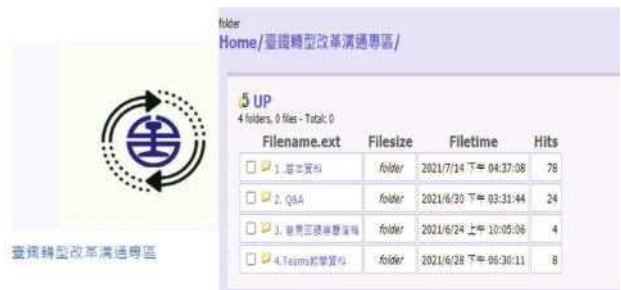 folder
Home/臺鐵轉型改革溝通專區/
UP
4 folders, 0 files - Total: 0
Filename.ext Filesize Filetime Hits
1 .基本資料 folder 2021/7/14 下午 04:37:08 78
2. Q&A folder 2021/6/30 下午 03:31:44 24
3. folder 2021/6/24 上午 10:05:06 4
4.Teams教學資料 folder 2021/6/28 下午 06:30:11 8
臺鐵轉型改革溝通專區